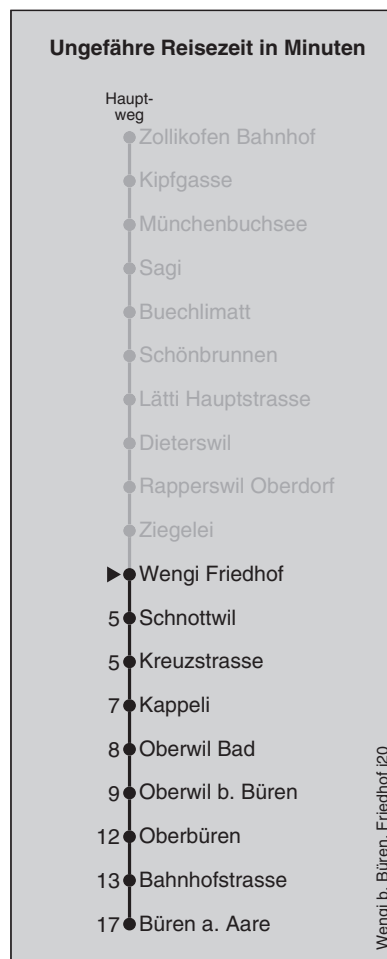 Ungefähre Reisezeit in Minuten
Haupt-
weg
Zollikofen Bahnhof
Kipfgasse
Münchenbuchsee
Sagi
Buechlimatt
Schönbrunnen
Lätti Hauptstrasse
Dieterswil
Rapperswil Oberdorf
Ziegelei
Wengi Friedhof
5 Schnottwil
5 Kreuzstrasse
7 Kappeli
8 Oberwil Bad
9 Oberwil b. Büren
12 Oberbüren
13 Bahnhofstrasse
17 Büren a. Aare
Wengi b. Büren, Friedhof j20